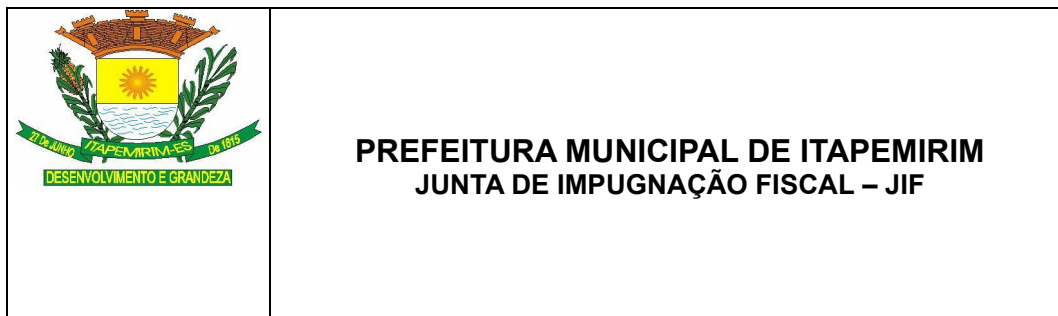 27 De JUNHO ITAPEMIRIM-ES De 1815
DESENVOLVIMENTO E GRANDEZA
PREFEITURA MUNICIPAL DE ITAPEMIRIM
JUNTA DE IMPUGNAÇÃO FISCAL – JIF